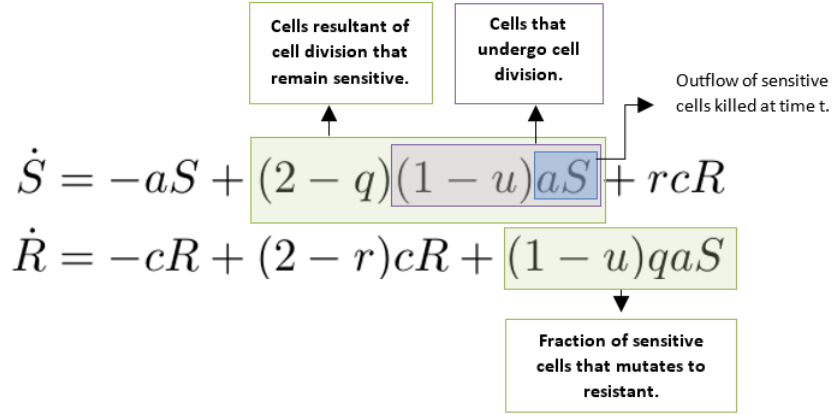 Cells resultant of
cell division that
remain sensitive.
Cells that
undergo cell
division.
Outflow of sensitive
cells killed at time t.
Ṡ = −aS + (2 − q)(1 − u)aS + rcR
Ṙ = −cR + (2 − r)cR + (1 − u)qaS
Fraction of sensitive
cells that mutates to
resistant.